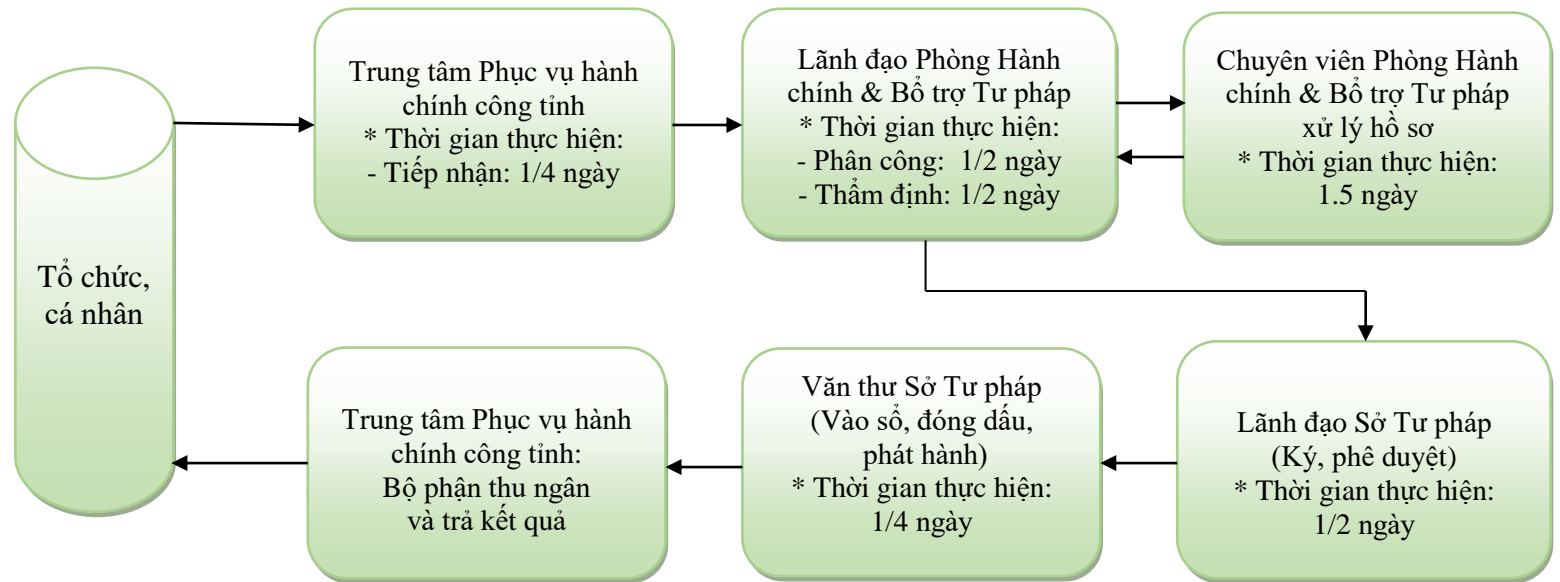 Tổ chức,
cá nhân
Trung tâm Phục vụ hành
chính công tỉnh
* Thời gian thực hiện:
- Tiếp nhận: 1/4 ngày
Lãnh đạo Phòng Hành
chính & Bổ trợ Tư pháp
* Thời gian thực hiện:
- Phân công: 1/2 ngày
- Thẩm định: 1/2 ngày
Chuyên viên Phòng Hành
chính & Bổ trợ Tư pháp
xử lý hồ sơ
* Thời gian thực hiện:
1.5 ngày
Lãnh đạo Sở Tư pháp
(Ký, phê duyệt)
* Thời gian thực hiện:
1/2 ngày
Văn thư Sở Tư pháp
(Vào sổ, đóng dấu,
phát hành)
* Thời gian thực hiện:
1/4 ngày
Trung tâm Phục vụ hành
chính công tỉnh:
Bộ phận thu ngân
và trả kết quả